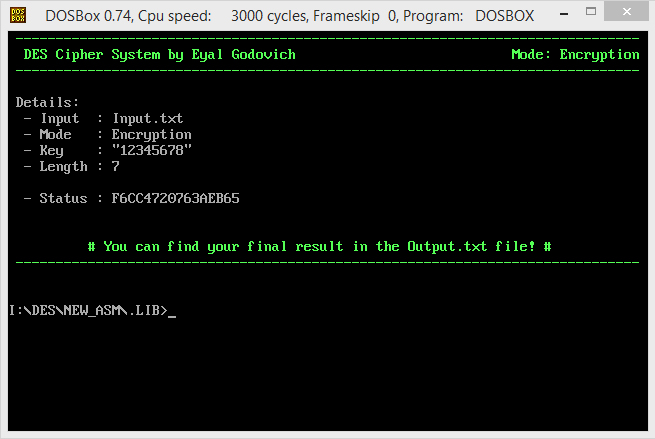 DOSBox 0.74, Cpu speed: 3000 cycles, Frameskip 0, Program: DOSBOX
DES Cipher System by Eyal Godovich Mode: Encryption
Details:
- Input : Input.txt
- Mode : Encryption
- Key : "12345678"
- Length : 7
- Status : F6CC4720763AEB65
# You can find your final result in the Output.txt file! #
I:\DES\NEW_ASM\.LIB>_